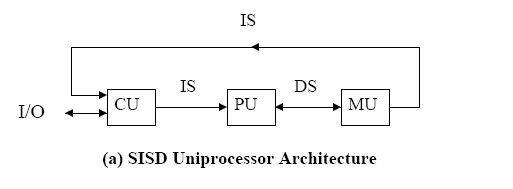 IS
IS
DS
I/O
CU
PU
MU
(a) SISD Uniprocessor Architecture